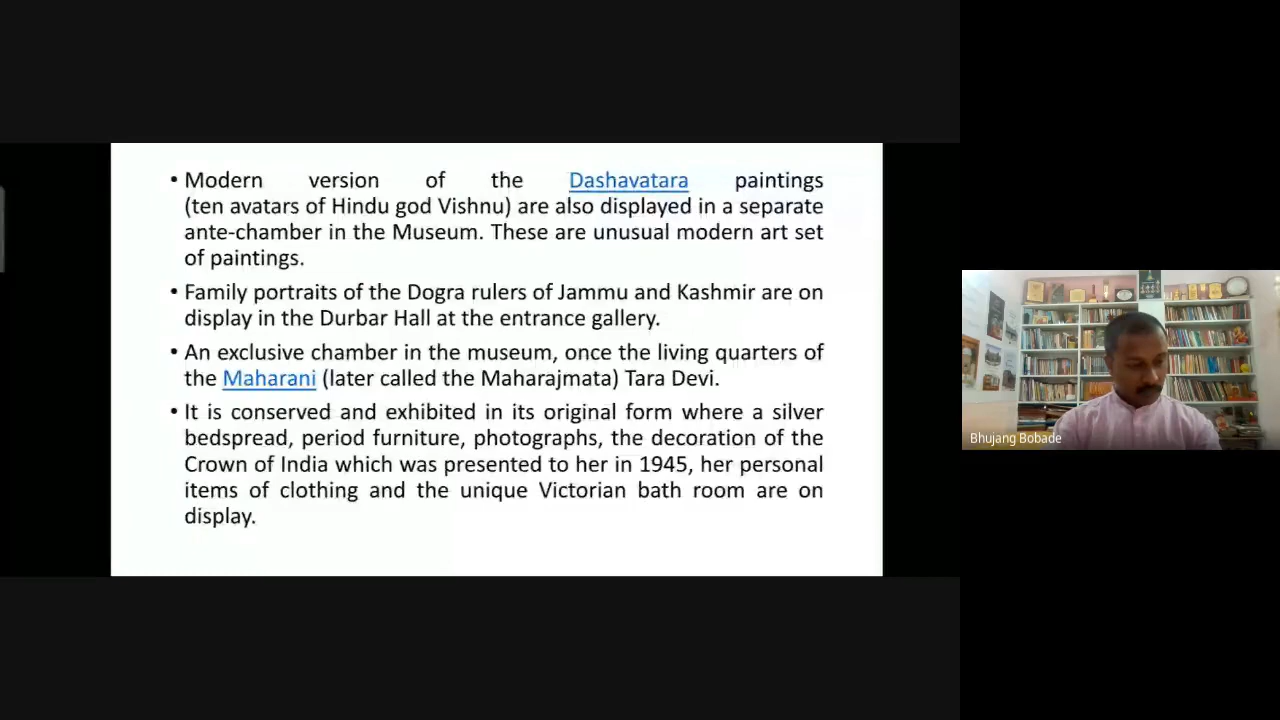 • Modern version of the Dashavatara paintings
(ten avatars of Hindu god Vishnu) are also displayed in a separate
ante-chamber in the Museum. These are unusual modern art set
of paintings.
• Family portraits of the Dogra rulers of Jammu and Kashmir are on
display in the Durbar Hall at the entrance gallery.
• An exclusive chamber in the museum, once the living quarters of
the Maharani (later called the Maharajmata) Tara Devi.
• It is conserved and exhibited in its original form where a silver
bedspread, period furniture, photographs, the decoration of the
Crown of India which was presented to her in 1945, her personal
items of clothing and the unique Victorian bath room are on
display.
Bhujang Bobade